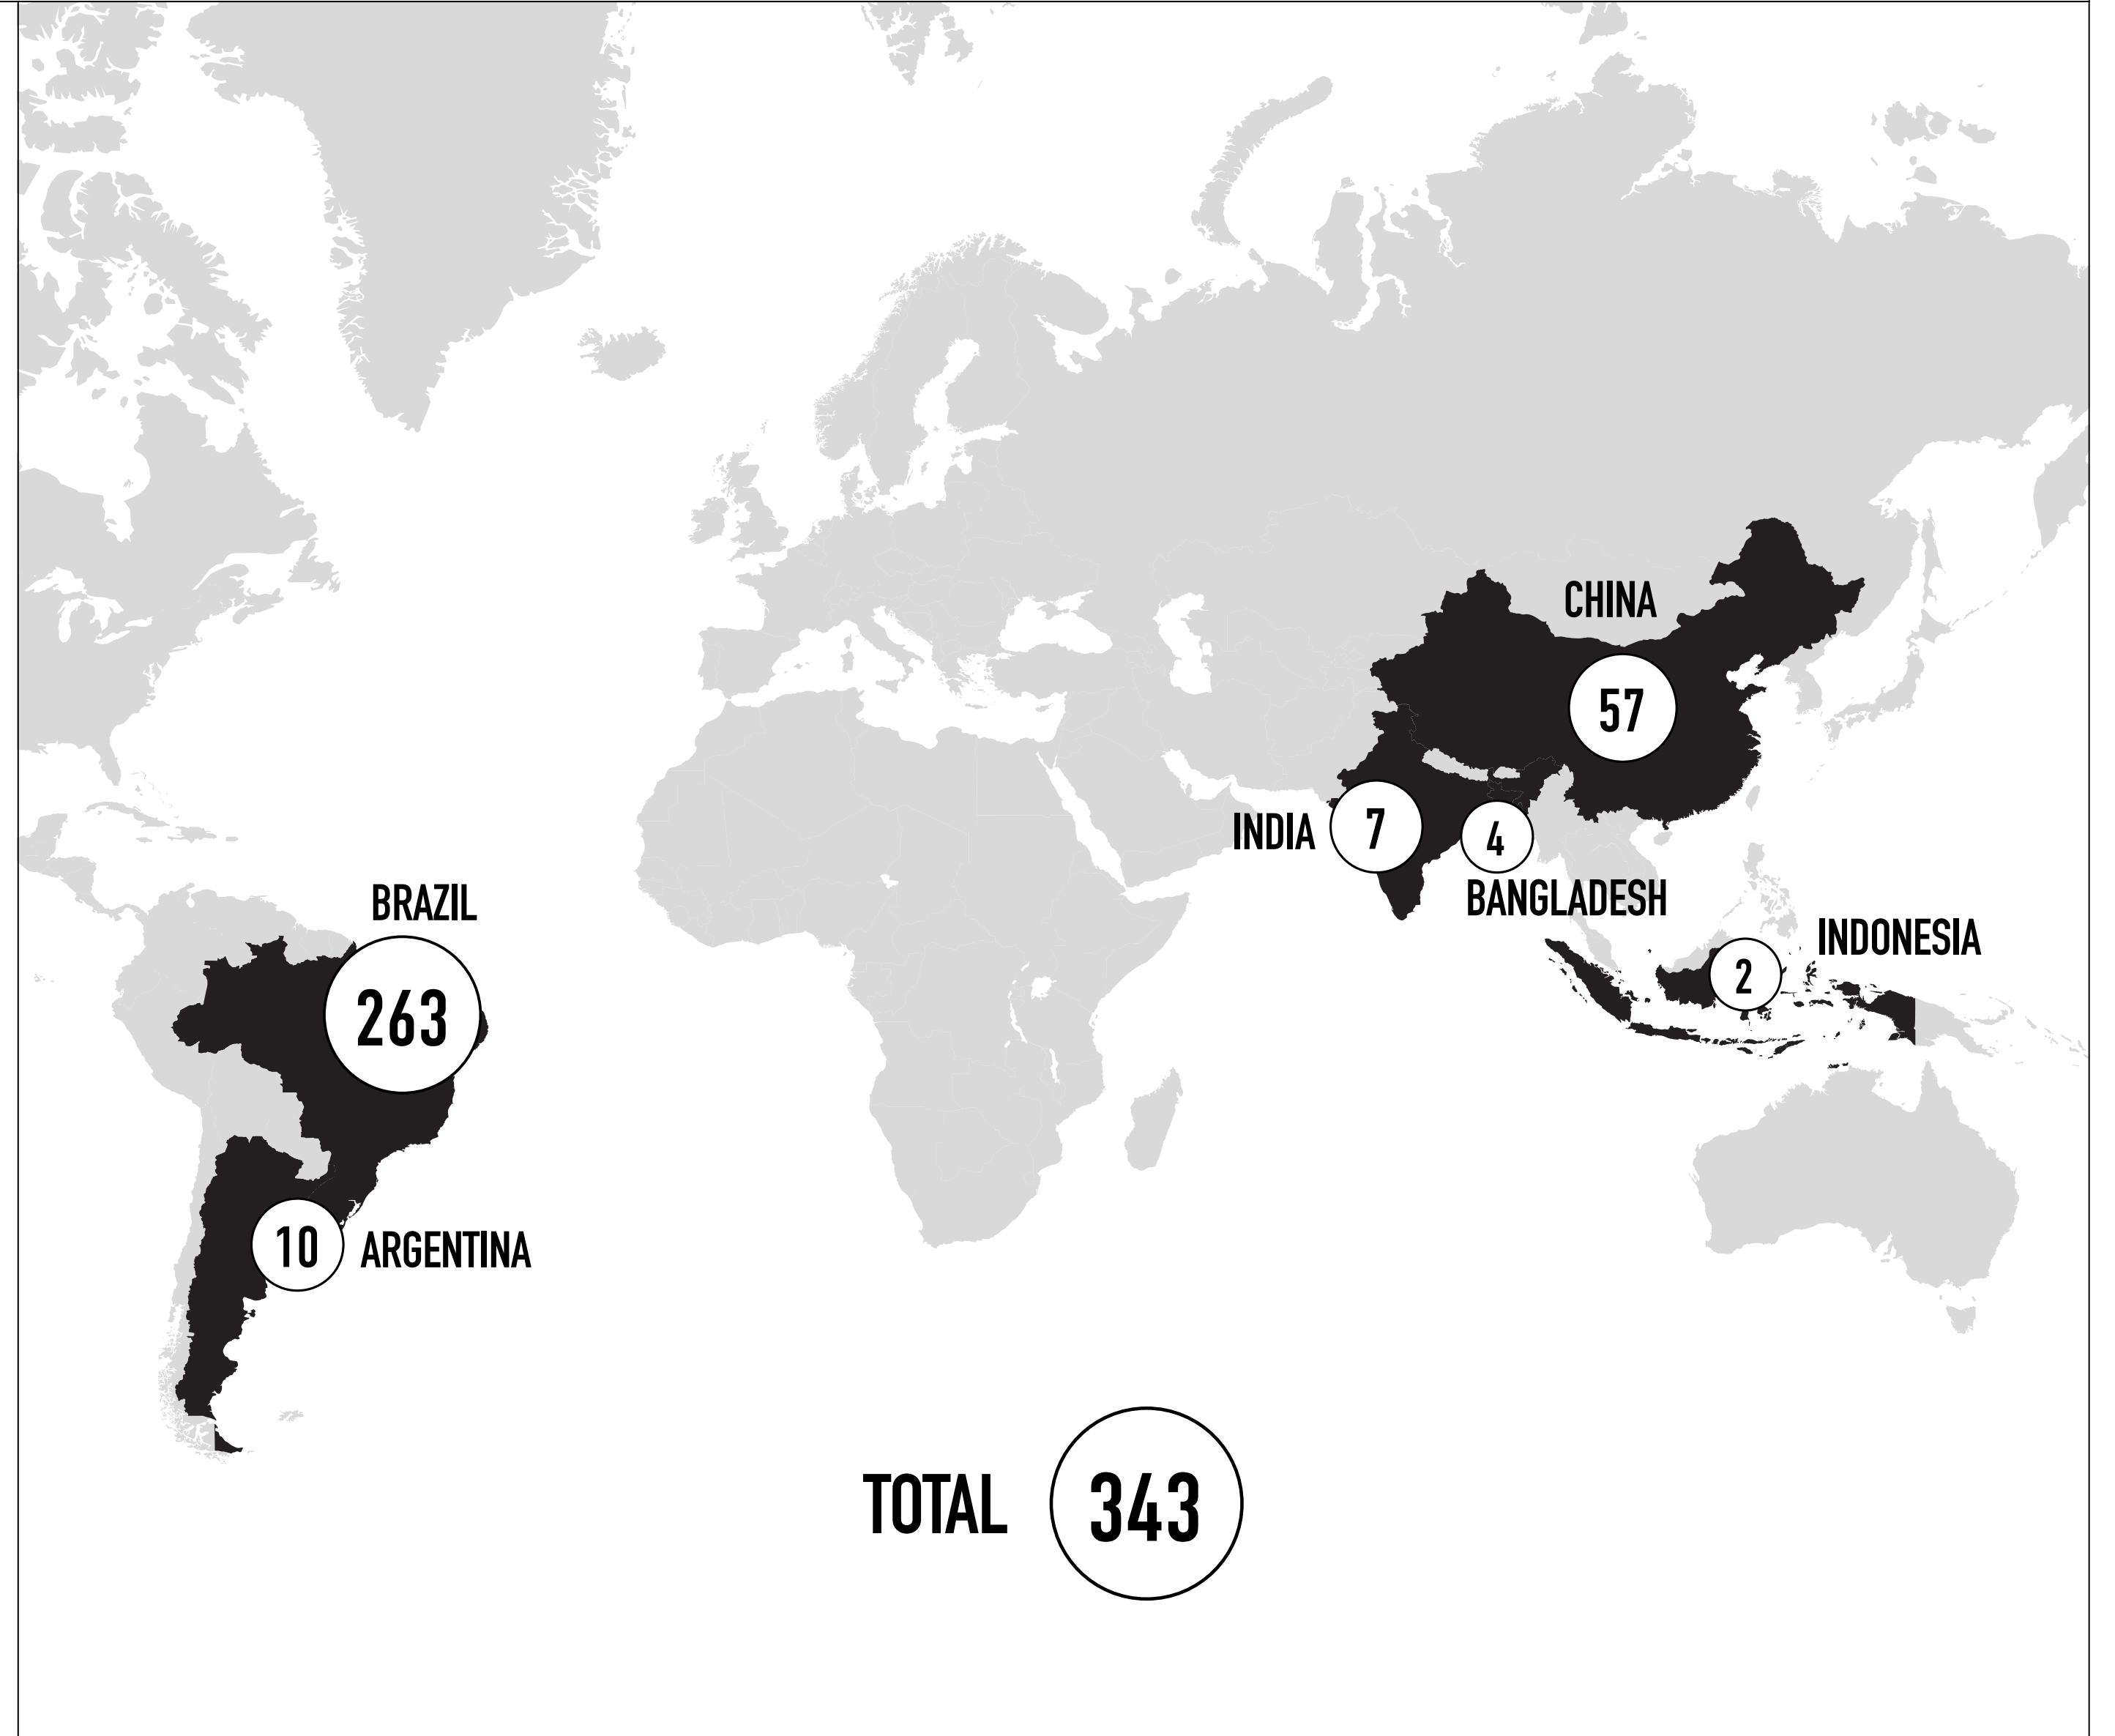 CHINA
57
INDIA
7
4
BANGLADESH
BRAZIL
263
INDONESIA
2
10
ARGENTINA
TOTAL
343